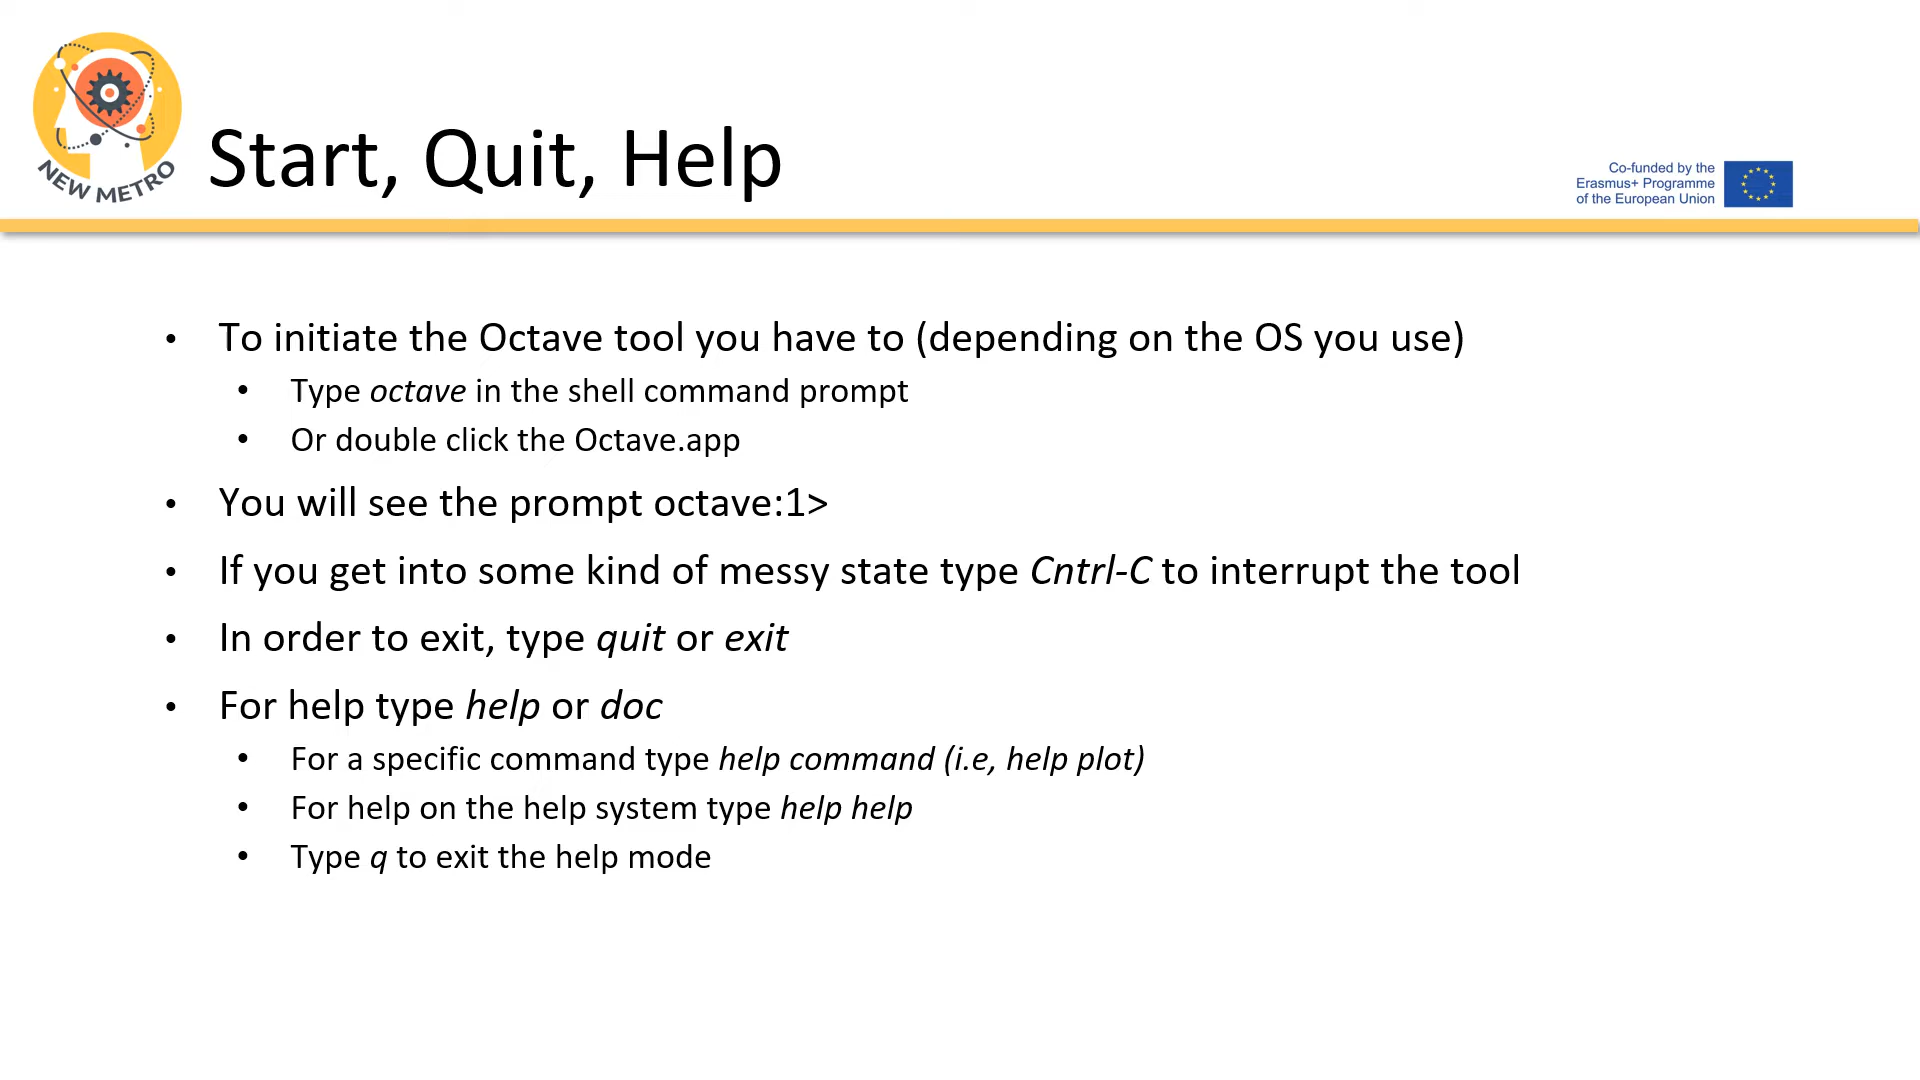 NEW METRO
Start, Quit, Help
Co-funded by the
Erasmus+ Programme
of the European Union
• To initiate the Octave tool you have to (depending on the OS you use)
• Type octave in the shell command prompt
• Or double click the Octave.app
• You will see the prompt octave:1>
• If you get into some kind of messy state type Cntrl-C to interrupt the tool
• In order to exit, type quit or exit
• For help type help or doc
• For a specific command type help command (i.e, help plot)
• For help on the help system type help help
• Type q to exit the help mode